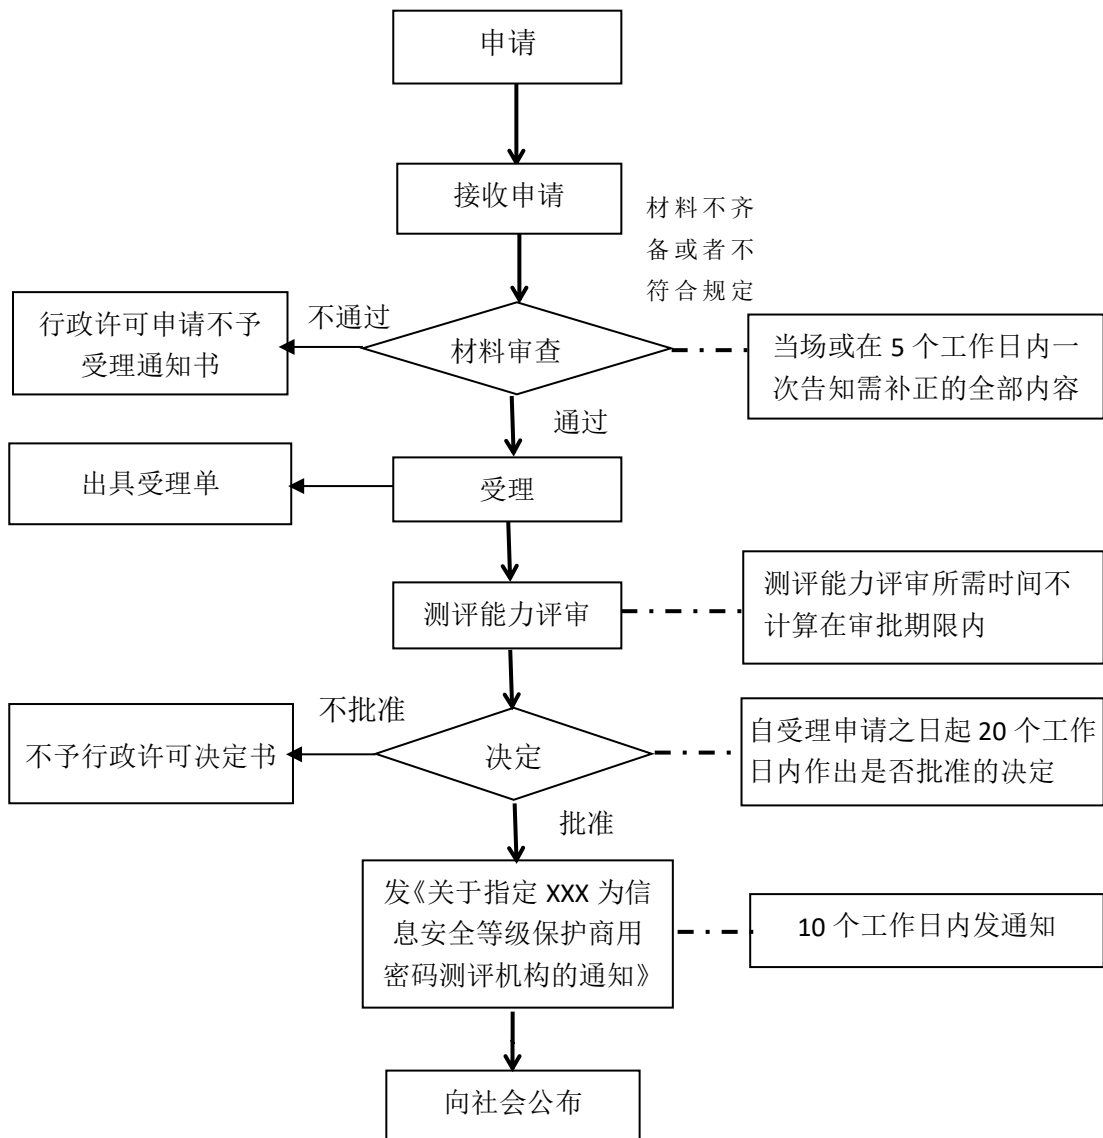 申请
接收申请
材料不齐
备或者不
符合规定
不通过
行政许可申请不予
受理通知书
材料审查
当场或在 5 个工作日内一
次告知需补正的全部内容
通过
出具受理单
受理
测评能力评审
测评能力评审所需时间不
计算在审批期限内
不批准
不予行政许可决定书
决定
自受理申请之日起 20 个工作
日内作出是否批准的决定
批准
发《关于指定 XXX 为信
息安全等级保护商用
密码测评机构的通知》
10 个工作日内发通知
向社会公布